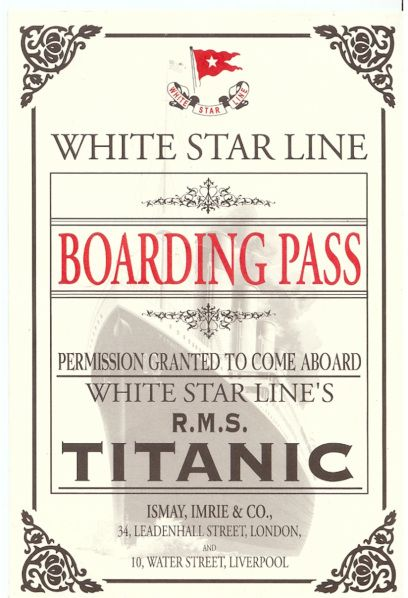 WHITE STAR LINE
WHITE STAR LINE
BOARDING PASS
PERMISSION GRANTED TO COME ABOARD
WHITE STAR LINE'S
R.M.S.
TITANIC
ISMAY, IMRIE & CO.,
34, LEADENHALL STREET, LONDON,
AND
10, WATER STREET, LIVERPOOL